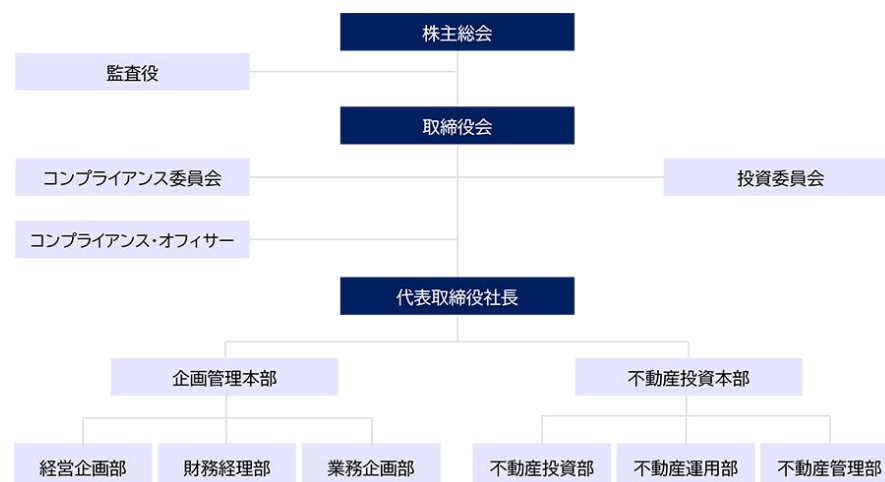 株主総会
監査役
取締役会
コンプライアンス委員会
投資委員会
コンプライアンス・オフィサー
代表取締役社長
企画管理本部
不動産投資本部
経営企画部
財務経理部
業務企画部
不動産投資部
不動産運用部
不動産管理部